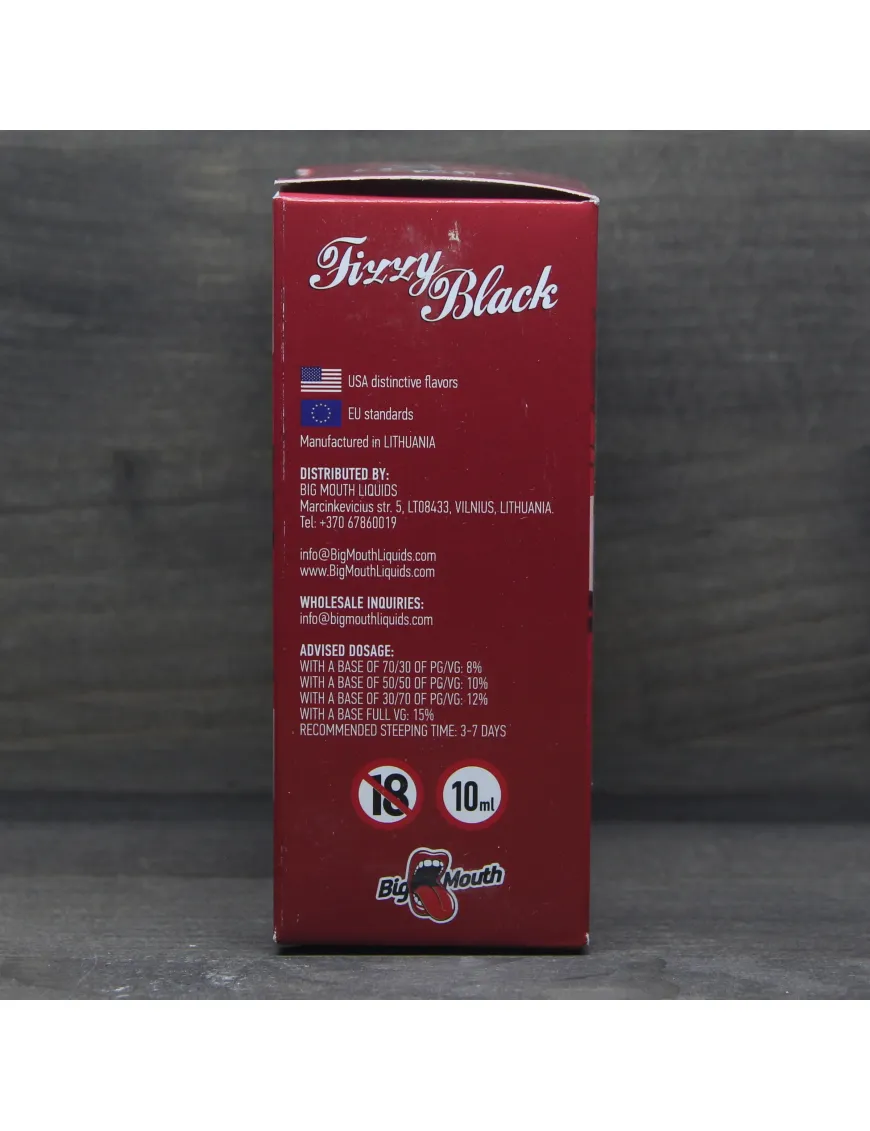 Fizzy
Black
USA distinctive flavors
EU standards
Manufactured in LITHUANIA
DISTRIBUTED BY:
BIG MOUTH LIQUIDS
Marcinkevicius str. 5, LT08433, VILNIUS, LITHUANIA.
Tel: +370 67860019
info@BigMouthLiquids.com
www.BigMouthLiquids.com
WHOLESALE INQUIRIES:
info@bigmouthliquids.com
ADVISED DOSAGE:
WITH A BASE OF 70/30 OF PG/VG: 8%
WITH A BASE OF 50/50 OF PG/VG: 10%
WITH A BASE OF 30/70 OF PG/VG: 12%
WITH A BASE FULL VG: 15%
RECOMMENDED STEEPING TIME: 3-7 DAYS
18 10ml
Big Mouth